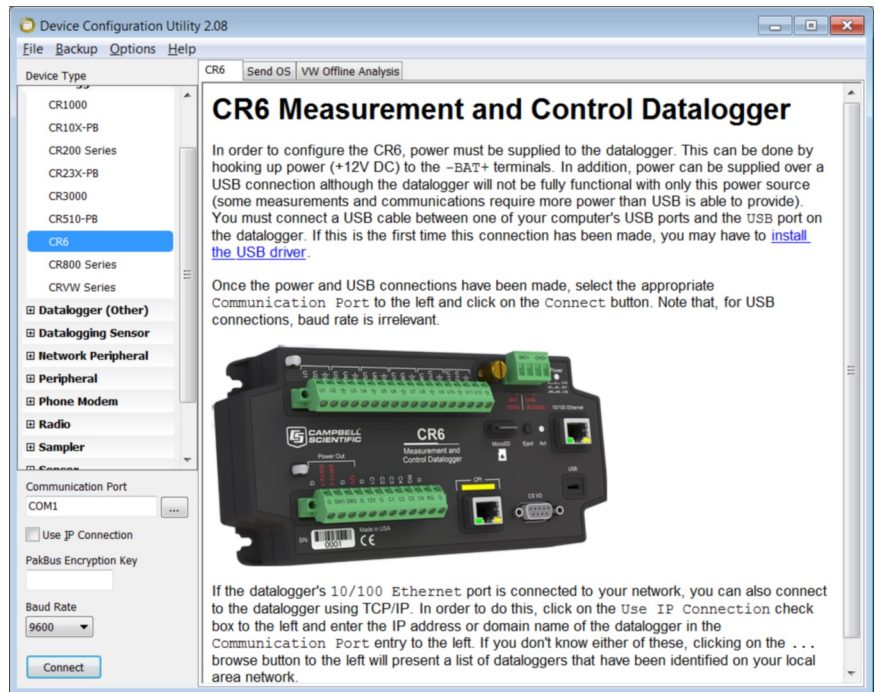 Device Configuration Utility 2.08
File Backup Options Help
Device Type
CR1000
CR10X-PB
CR200 Series
CR23X-PB
CR3000
CR510-PB
CR6
CR800 Series
CRVW Series
Datalogger (Other)
Datalogging Sensor
Network Peripheral
Peripheral
Phone Modem
Radio
Sampler
Communication Port
COM1
...
Use IP Connection
PakBus Encryption Key
Baud Rate
9600
Connect
CR6 Send OS VW Offline Analysis
CR6 Measurement and Control Datalogger
In order to configure the CR6, power must be supplied to the datalogger. This can be done by
hooking up power (+12V DC) to the -BAT+ terminals. In addition, power can be supplied over a
USB connection although the datalogger will not be fully functional with only this power source
(some measurements and communications require more power than USB is able to provide).
You must connect a USB cable between one of your computer's USB ports and the USB port on
the datalogger. If this is the first time this connection has been made, you may have to install
the USB driver.
Once the power and USB connections have been made, select the appropriate
Communication Port to the left and click on the Connect button. Note that, for USB
connections, baud rate is irrelevant.
CAMPBELL
SCIENTIFIC
CR6
Measurement and
Control Datalogger
Power Out
MicroSD Eject Act
10/100 Ethernet
USB
CPI
CS I/O
Made in USA
SN:
0001
CE
If the datalogger's 10/100 Ethernet port is connected to your network, you can also connect
to the datalogger using TCP/IP. In order to do this, click on the Use IP Connection check
box to the left and enter the IP address or domain name of the datalogger in the
Communication Port entry to the left. If you don't know either of these, clicking on the ...
browse button to the left will present a list of dataloggers that have been identified on your local
area network.